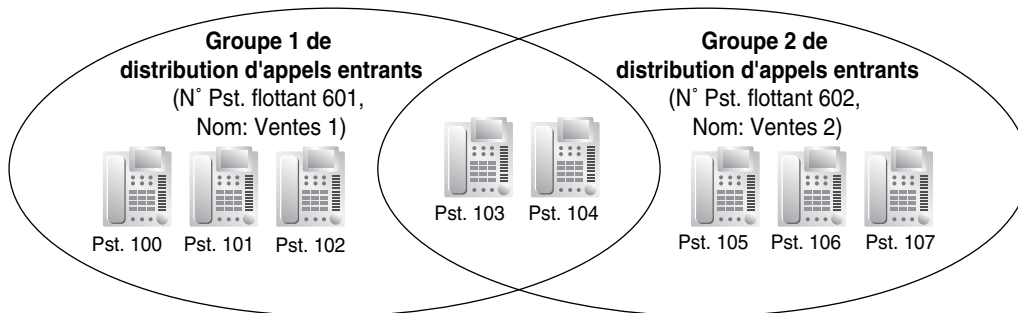 Groupe 1 de
distribution d'appels entrants
(N° Pst. flottant 601,
Nom: Ventes 1)
Groupe 2 de
distribution d'appels entrants
(N° Pst. flottant 602,
Nom: Ventes 2)
Pst. 100 Pst. 101 Pst. 102
Pst. 103 Pst. 104
Pst. 105 Pst. 106 Pst. 107